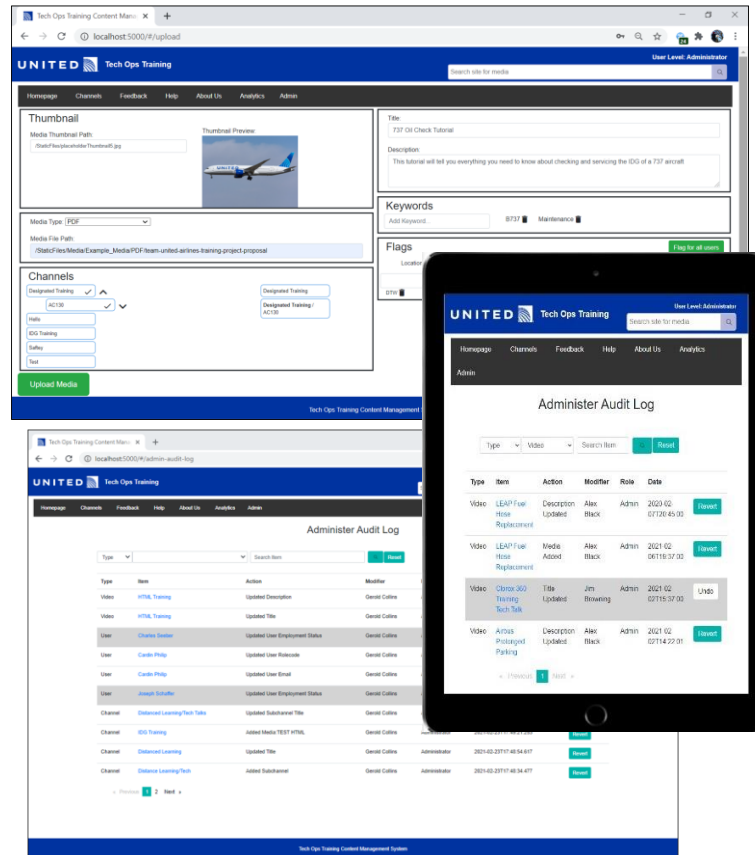 Tech Ops Training Content Mana
localhost:5000/#/upload
UNITED Tech Ops Training
User Level: Administrator
Search site for media
Homepage Channels Feedback Help About Us Analytics Admin
Thumbnail
Media Thumbnail Path:
/StaticFiles/placeholderThumbnail5.jpg
Thumbnail Preview
Title:
737 Oil Check Tutorial
Description:
This tutorial will tell you everything you need to know about checking and servicing the IDG of a 737 aircraft
Keywords
Add Keyword...
B737 Maintenance
Media Type: PDF
Media File Path:
/StaticFiles/Media/Example_Media/PDF/team-united-airlines-training-project-proposal
Flags
Flag for all users
Location
DTW
Channels
Designated Training
AC130
Hello
IDG Training
Test
Designated Training
Designated Training /
AC130
Upload Media
Tech Ops Training Content Management
UNITED Tech Ops Training
User Level: Administrator
Search site for media
Homepage Channels Feedback Help About Us Analytics
Admin
Administer Audit Log
Type Video Search Item Reset
Type Item Action Modifier Role Date
Video LEAP Fuel Hose Replacement Description Updated Alex Black Admin 2020-02-07T20:45:00 Revert
Video LEAP Fuel Hose Replacement Media Added Alex Black Admin 2021-02-06T19:37:00 Revert
Video Clorox 360 Training Tech Talk Title Updated Jim Browning Admin 2021-02-02T15:37:00 Undo
Video Airbus Prolonged Parking Description Updated Alex Black Admin 2021-02-02T14:22:01 Revert
« Previous 1 Next »
Tech Ops Training Content Mana
localhost:5000/#/admin-audit-log
UNITED Tech Ops Training
Homepage Channels Feedback Help About Us Analytics Admin
Administer Audit Log
Type Search Item Reset
Type Item Action Modifier
Video HTML Training Updated Description Gerold Collins
Video HTML Training Updated Title Gerold Collins
User Charles Geider Updated User Employment Status Gerold Collins
User Cardin Philip Updated User Rolecode Gerold Collins
User Cardin Philip Updated User Email Gerold Collins
User Joseph Schaffer Updated User Employment Status Gerold Collins
Channel Distanced Learning/Tech Talks Updated Subchannel Title Gerold Collins
Channel IDG Training Added Media TEST HTML Gerold Collins Administrator Revert
Channel Distanced Learning Updated Title Gerold Collins Administrator 2021-02-23T17:40:54.617 Revert
Channel Distance Learning/Tech Added Subchannel Gerold Collins Administrator 2021-02-23T17:40:34.477 Revert
« Previous 1 2 Next »
Tech Ops Training Content Management System